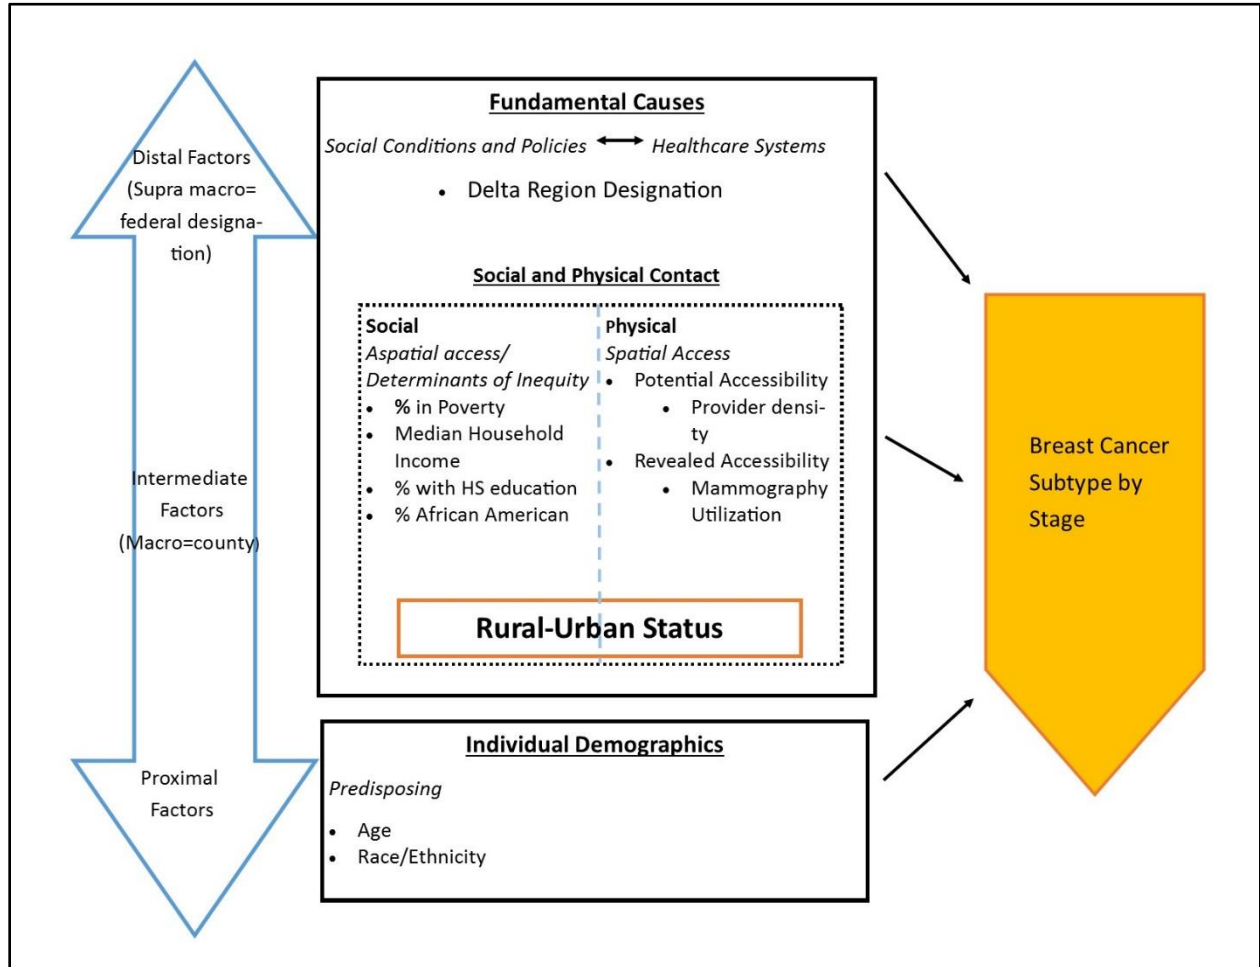 Distal Factors
(Supra macro=
federal designa-
tion)
Intermediate
Factors
(Macro=county)
Proximal
Factors
Fundamental Causes
Social Conditions and Policies Healthcare Systems
• Delta Region Designation
Social and Physical Contact
Social
Aspatial access/
Determinants of Inequity
• % in Poverty
• Median Household
Income
• % with HS education
• % African American
Physical
Spatial Access
• Potential Accessibility
• Provider densi-
ty
• Revealed Accessibility
• Mammography
Utilization
Rural-Urban Status
Individual Demographics
Predisposing
• Age
• Race/Ethnicity
Breast Cancer
Subtype by
Stage